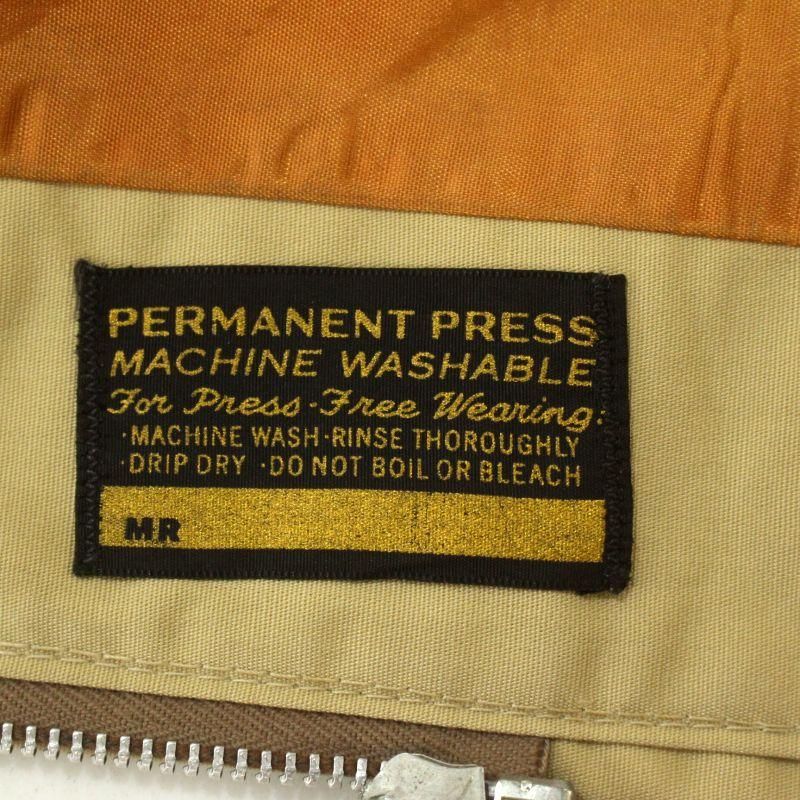 PERMANENT PRESS
MACHINE WASHABLE
For Press-Free Wearing:
·MACHINE WASH·RINSE THOROUGHLY
·DRIP DRY ·DO NOT BOIL OR BLEACH
MR